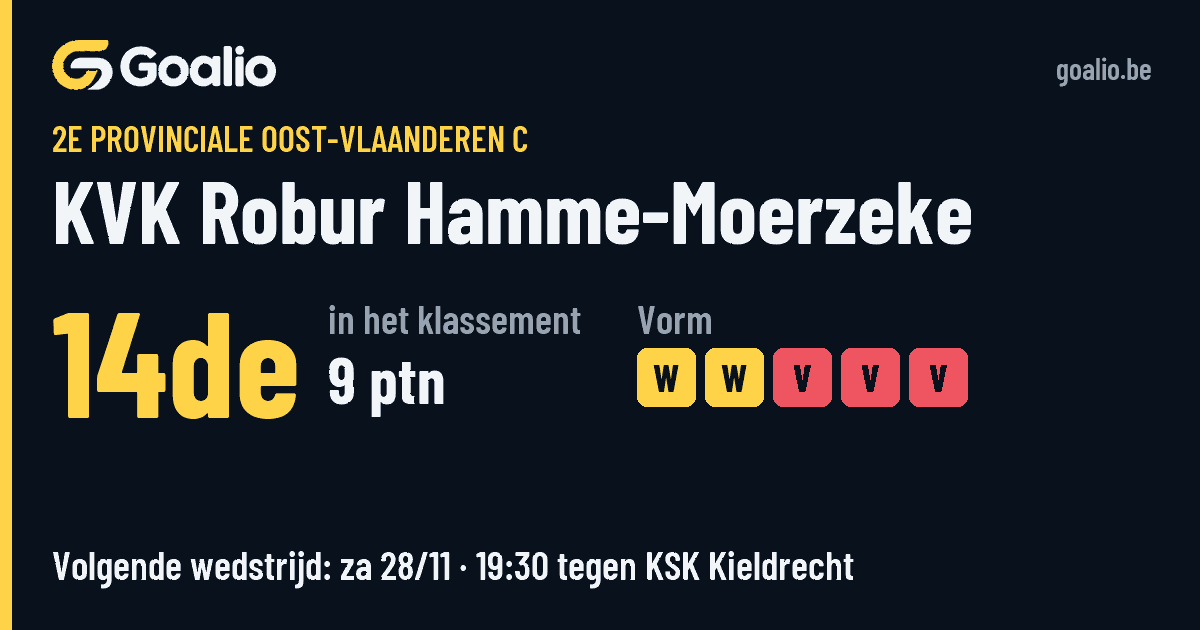 Goalio
goalio.be
2E PROVINCIALE OOST-VLAANDEREN C
KVK Robur Hamme-Moerzeke
14de
in het klassement
9 ptn
Vorm
W W V V V
Volgende wedstrijd: za 28/11 · 19:30 tegen KSK Kieldrecht